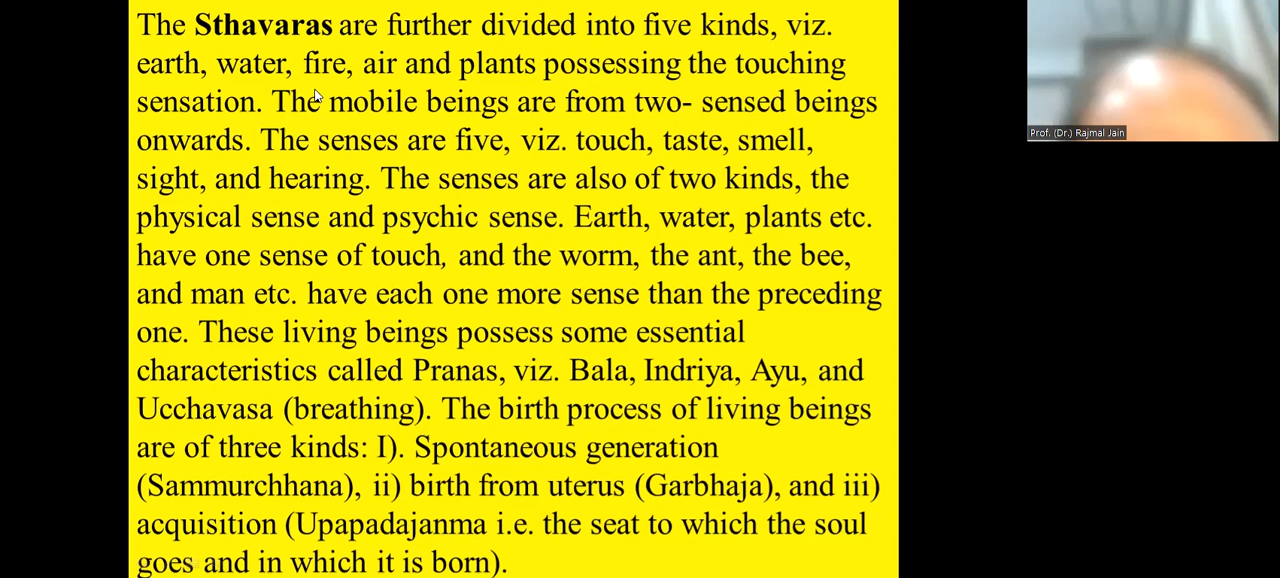 The Sthavaras are further divided into five kinds, viz.
earth, water, fire, air and plants possessing the touching
sensation. The mobile beings are from two- sensed beings
onwards. The senses are five, viz. touch, taste, smell,
sight, and hearing. The senses are also of two kinds, the
physical sense and psychic sense. Earth, water, plants etc.
have one sense of touch, and the worm, the ant, the bee,
and man etc. have each one more sense than the preceding
one. These living beings possess some essential
characteristics called Pranas, viz. Bala, Indriya, Ayu, and
Ucchavasa (breathing). The birth process of living beings
are of three kinds: I). Spontaneous generation
(Sammurchhana), ii) birth from uterus (Garbhaja), and iii)
acquisition (Upapadajanma i.e. the seat to which the soul
goes and in which it is born).
Prof. (Dr.) Rajmal Jain